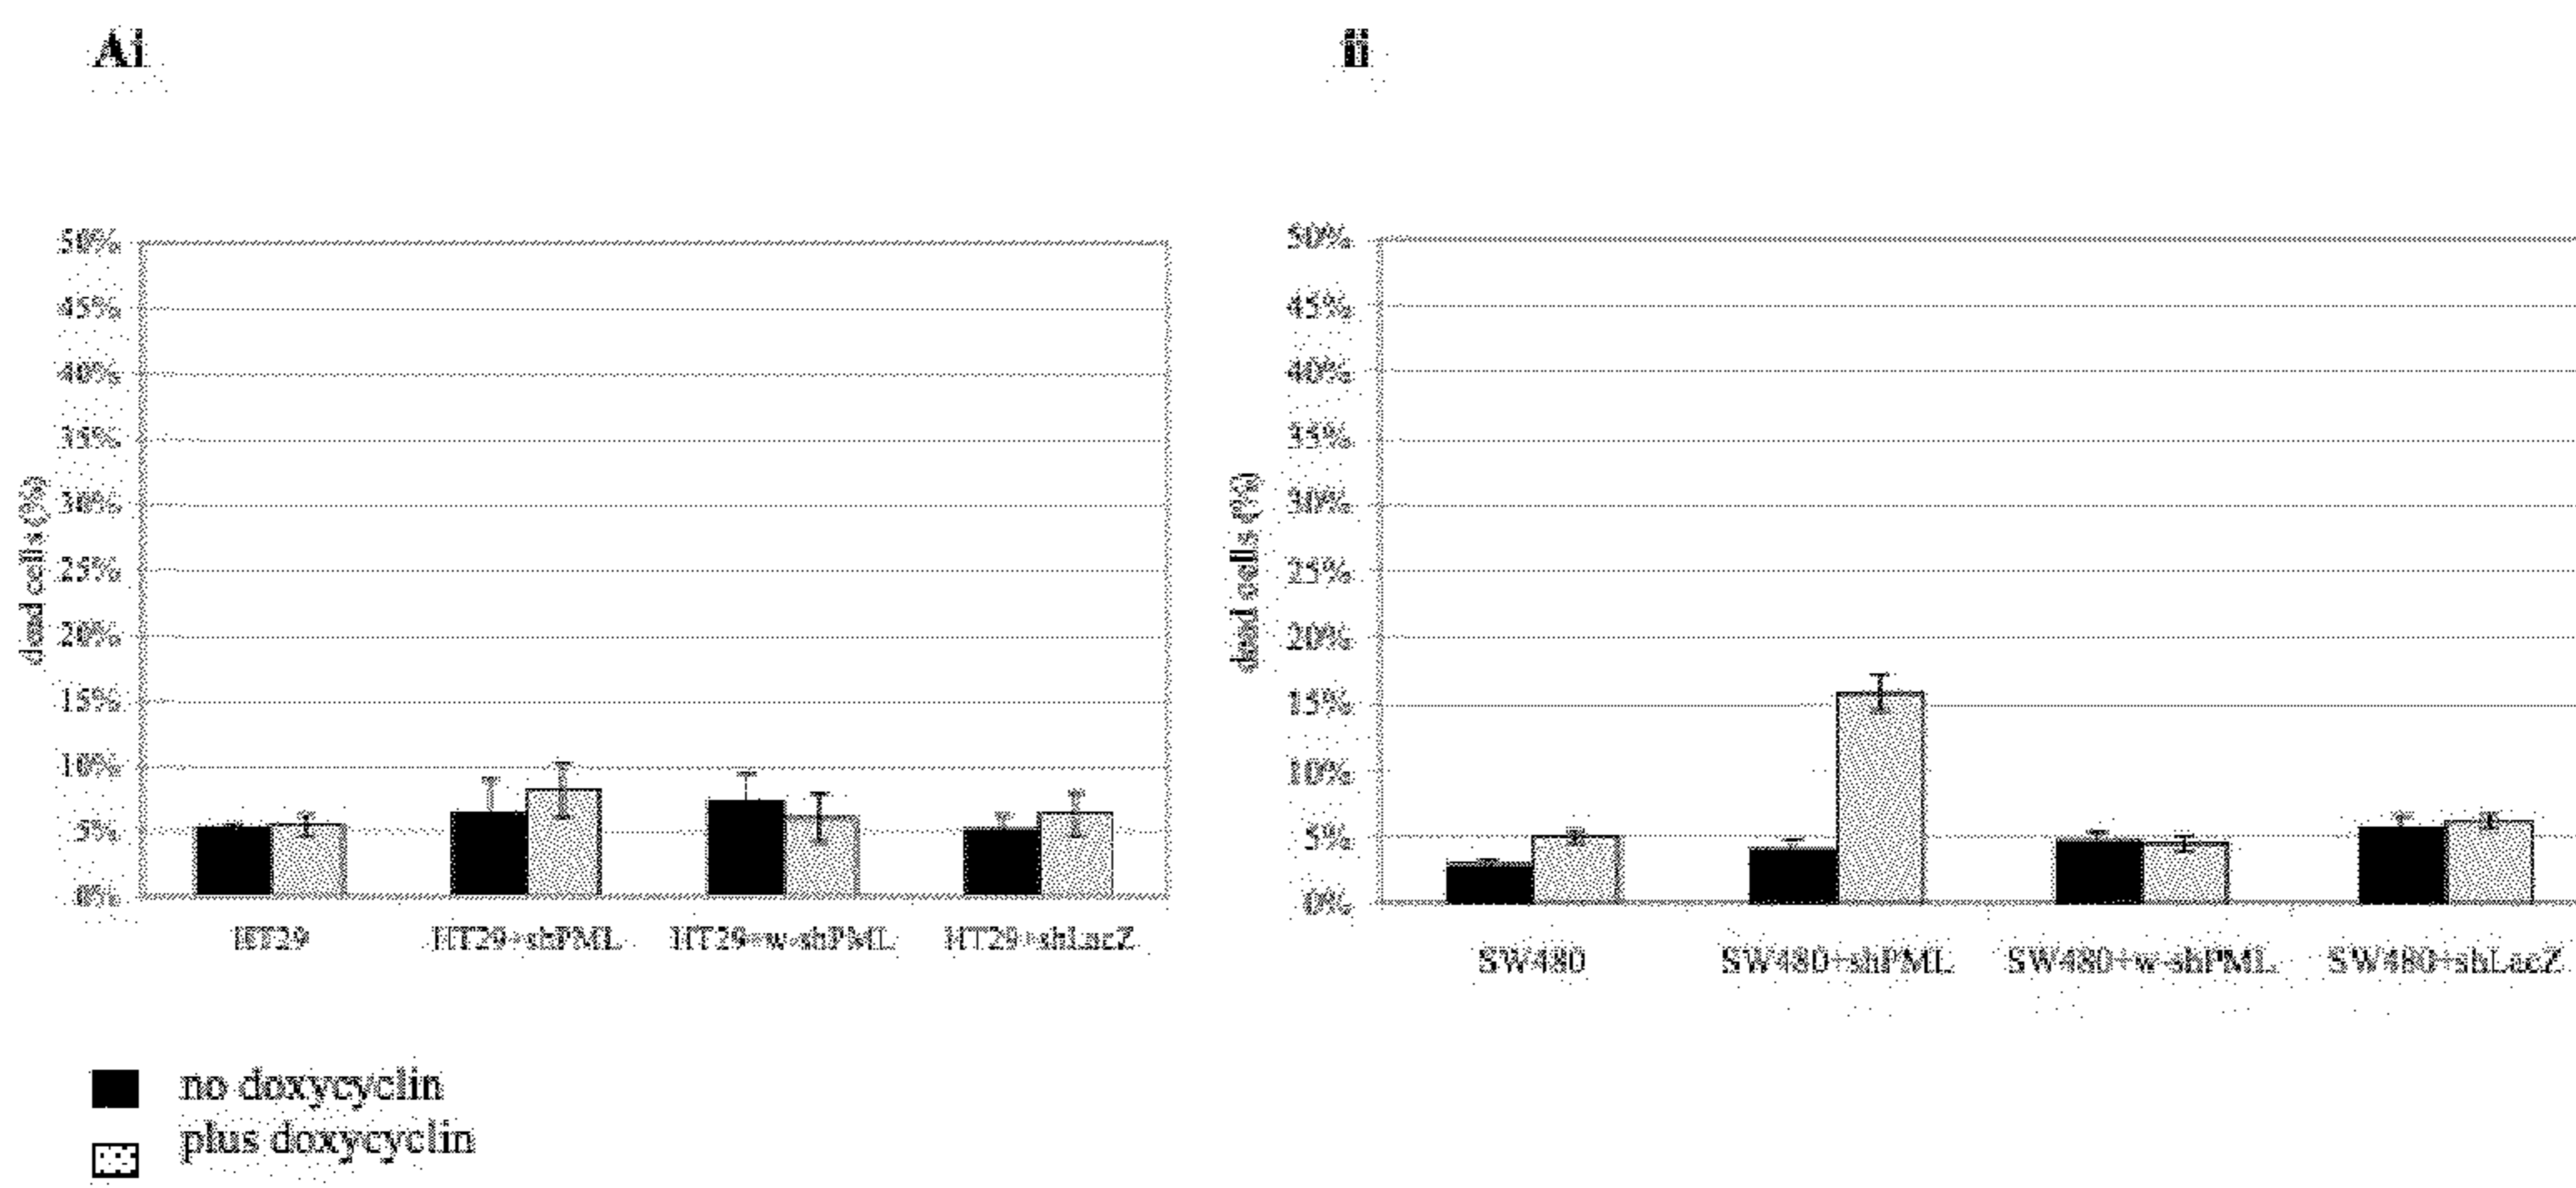 Ai
ii
dead cells (%)
50%
45%
40%
35%
30%
25%
20%
15%
10%
5%
0%
HT29
HT29+shPML
HT29+w-shPML
HT29+shLacZ
dead cells (%)
50%
45%
40%
35%
30%
25%
20%
15%
10%
5%
0%
SW480
SW480+shPML
SW480+w-shPML
SW480+shLacZ
no doxycyclin
plus doxycyclin